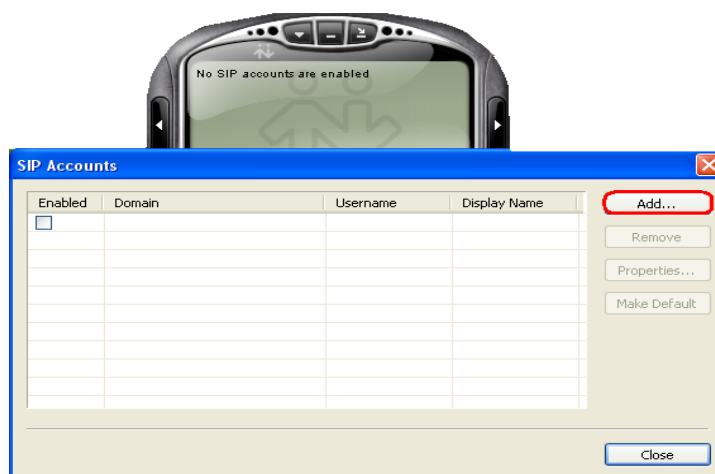 No SIP accounts are enabled
SIP Accounts
Enabled Domain Username Display Name
Add...
Remove
Properties...
Make Default
Close